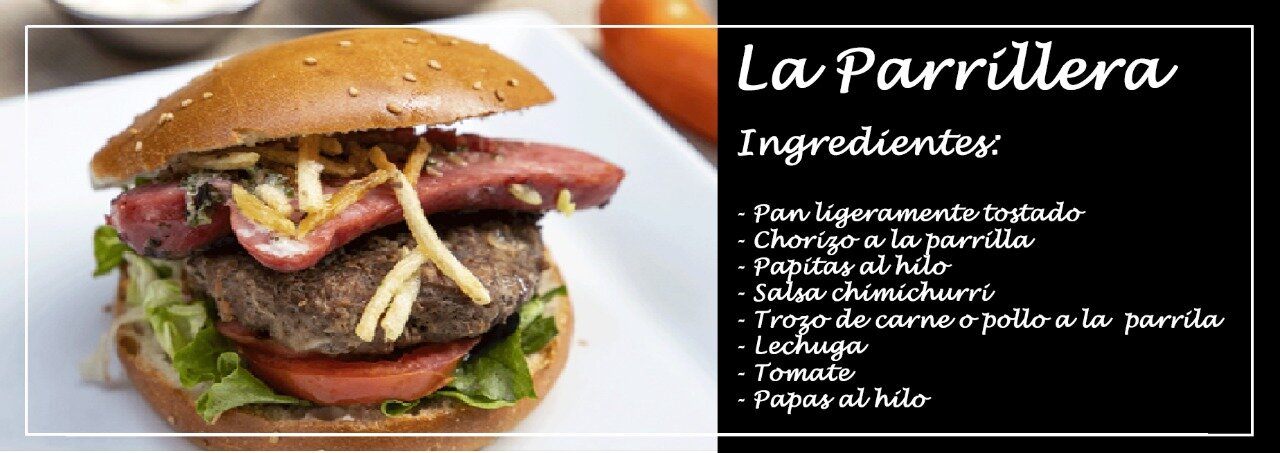 La Parrillera
Ingredientes:
- Pan ligeramente tostado
- Chorizo a la parrilla
- Papitas al hilo
- Salsa chimichurri
- Trozo de carne o pollo a la parrila
- Lechuga
- Tomate
- Papas al hilo